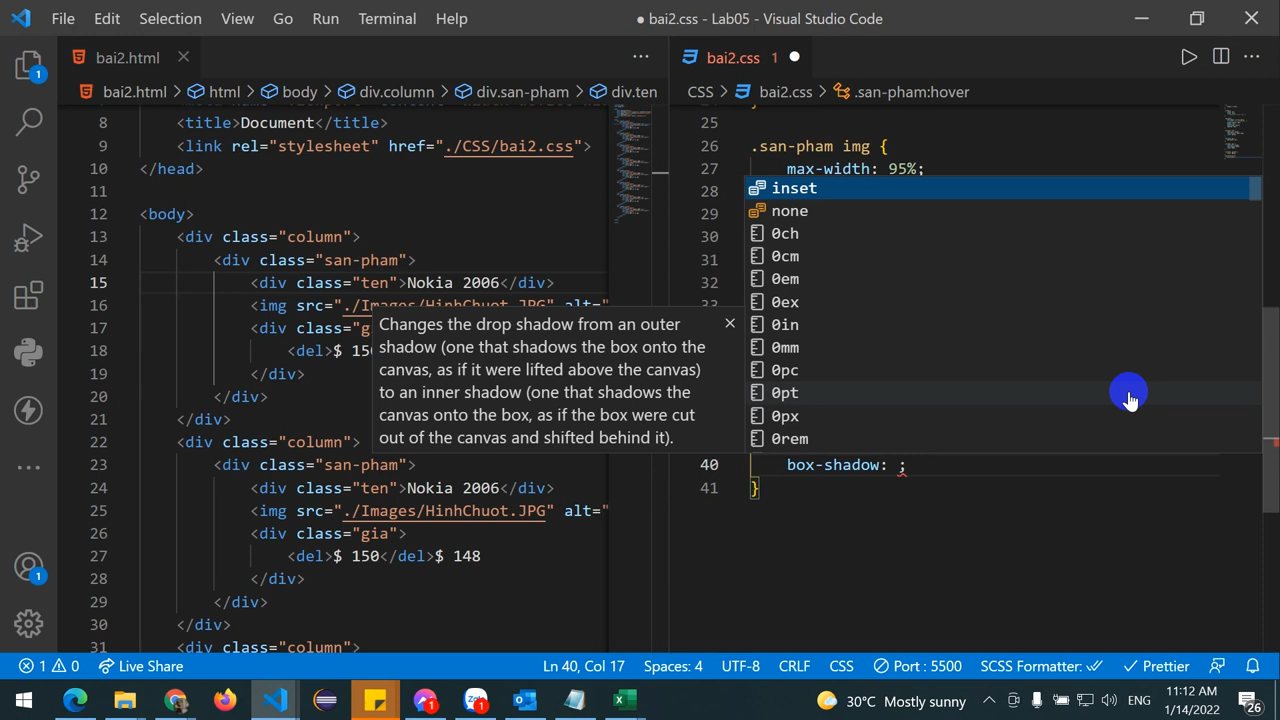 File Edit Selection View Go Run Terminal Help
● bai2.css - Lab05 - Visual Studio Code
bai2.html
bai2.css 1
bai2.html > html > body > div.column > div.san-pham > div.ten
CSS > bai2.css > .san-pham:hover
8
9
10
11
12
13
14
15
16
17
18
19
20
21
22
23
24
25
26
27
28
29
30
31
<title>Document</title>
<link rel="stylesheet" href="./CSS/bai2.css">
</head>
<body>
<div class="column">
<div class="san-pham">
<div class="ten">Nokia 2006</div>
<img src="./Images/HinhChuot.JPG" alt="
<div class="g
<del>$ 150
</div>
</div>
</div>
<div class="column">
<div class="san-pham">
<div class="ten">Nokia 2006</div>
<img src="./Images/HinhChuot.JPG" alt="
<div class="gia">
<del>$ 150</del>$ 148
</div>
</div>
</div>
<div class="column">
Changes the drop shadow from an outer
shadow (one that shadows the box onto the
canvas, as if it were lifted above the canvas)
to an inner shadow (one that shadows the
canvas onto the box, as if the box were cut
out of the canvas and shifted behind it).
25
26
27
28
29
30
31
32
33
40
41
.san-pham img {
max-width: 95%;
inset
none
0ch
0cm
0em
0ex
0in
0mm
0pc
0pt
0px
0rem
box-shadow: ;
}
1
1
1 0 Live Share
Ln 40, Col 17 Spaces: 4 UTF-8 CRLF CSS Port : 5500 SCSS Formatter: Prettier
1
1
30°C Mostly sunny
ENG
11:12 AM
1/14/2022
26